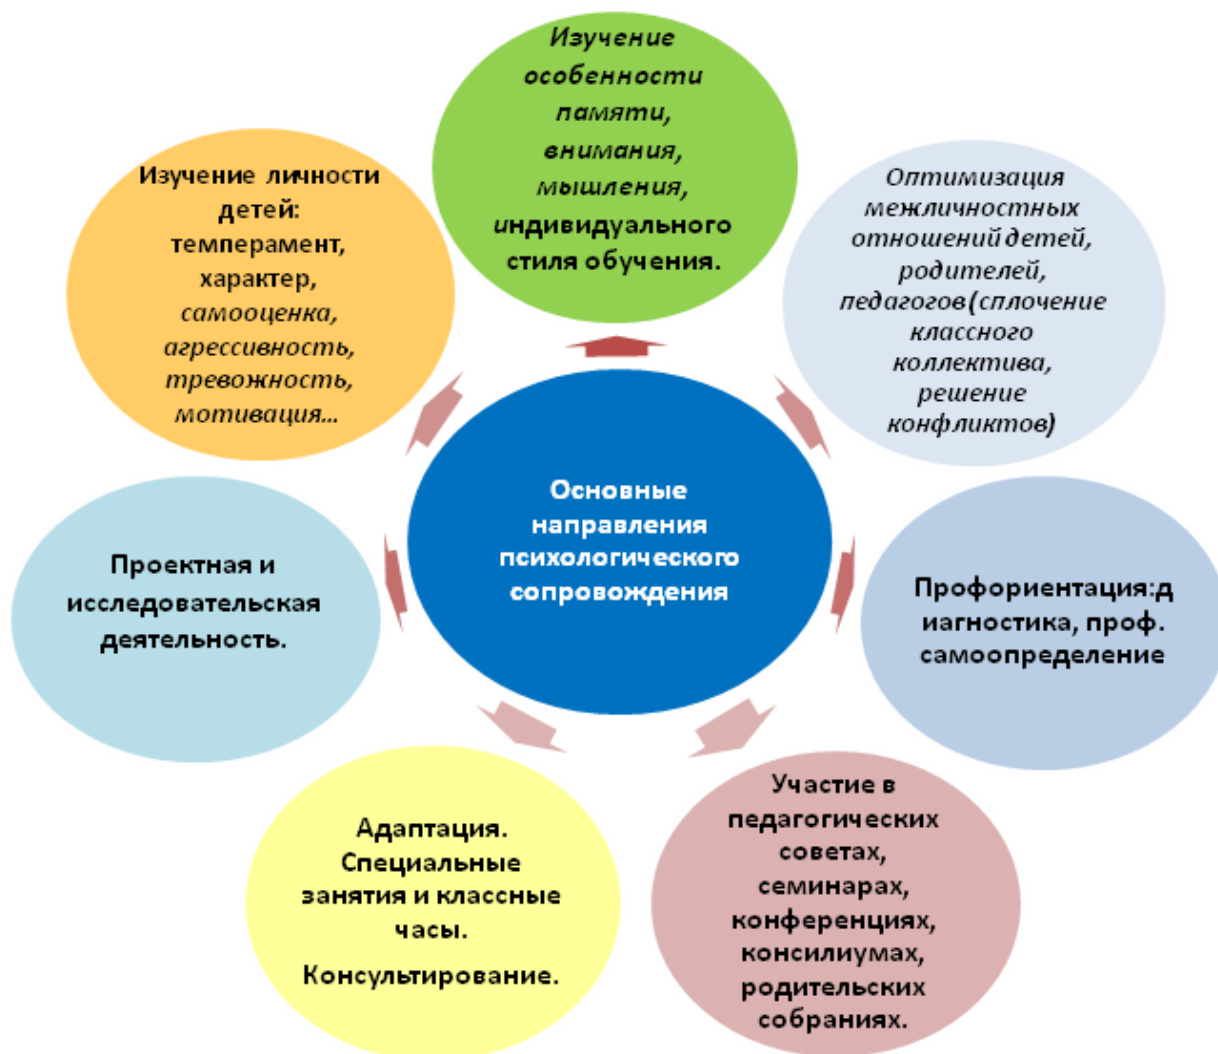 Изучение
особенности
памяти,
внимания,
мышления,
индивидуального
стиля обучения.
Оптимизация
межличностных
отношений детей,
родителей,
педагогов(сплочение
классного
коллектива,
решение
конфликтов)
Профориентация:д
иагностика, проф.
самоопределение
Участие в
педагогических
советах,
семинарах,
конференциях,
консилиумах,
родительских
собраниях.
Адаптация.
Специальные
занятия и классные
часы.
Консультирование.
Проектная и
исследовательская
деятельность.
Изучение личности
детей:
темперамент,
характер,
самооценка,
агрессивность,
тревожность,
мотивация...
Основные
направления
психологического
сопровождения